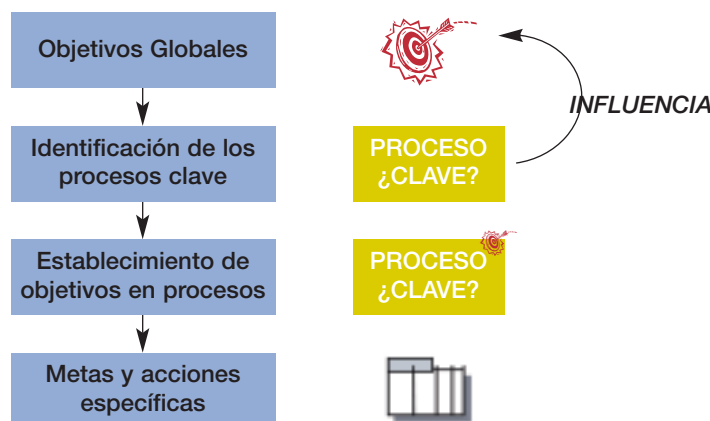 Objetivos Globales
INFLUENCIA
Identificación de los
procesos clave
PROCESO
¿CLAVE?
Establecimiento de
objetivos en procesos
PROCESO
¿CLAVE?
Metas y acciones
específicas